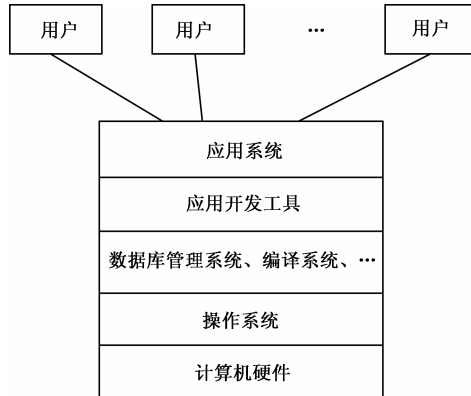 用户 用户 … 用户
应用系统
应用开发工具
数据库管理系统、编译系统、…
操作系统
计算机硬件